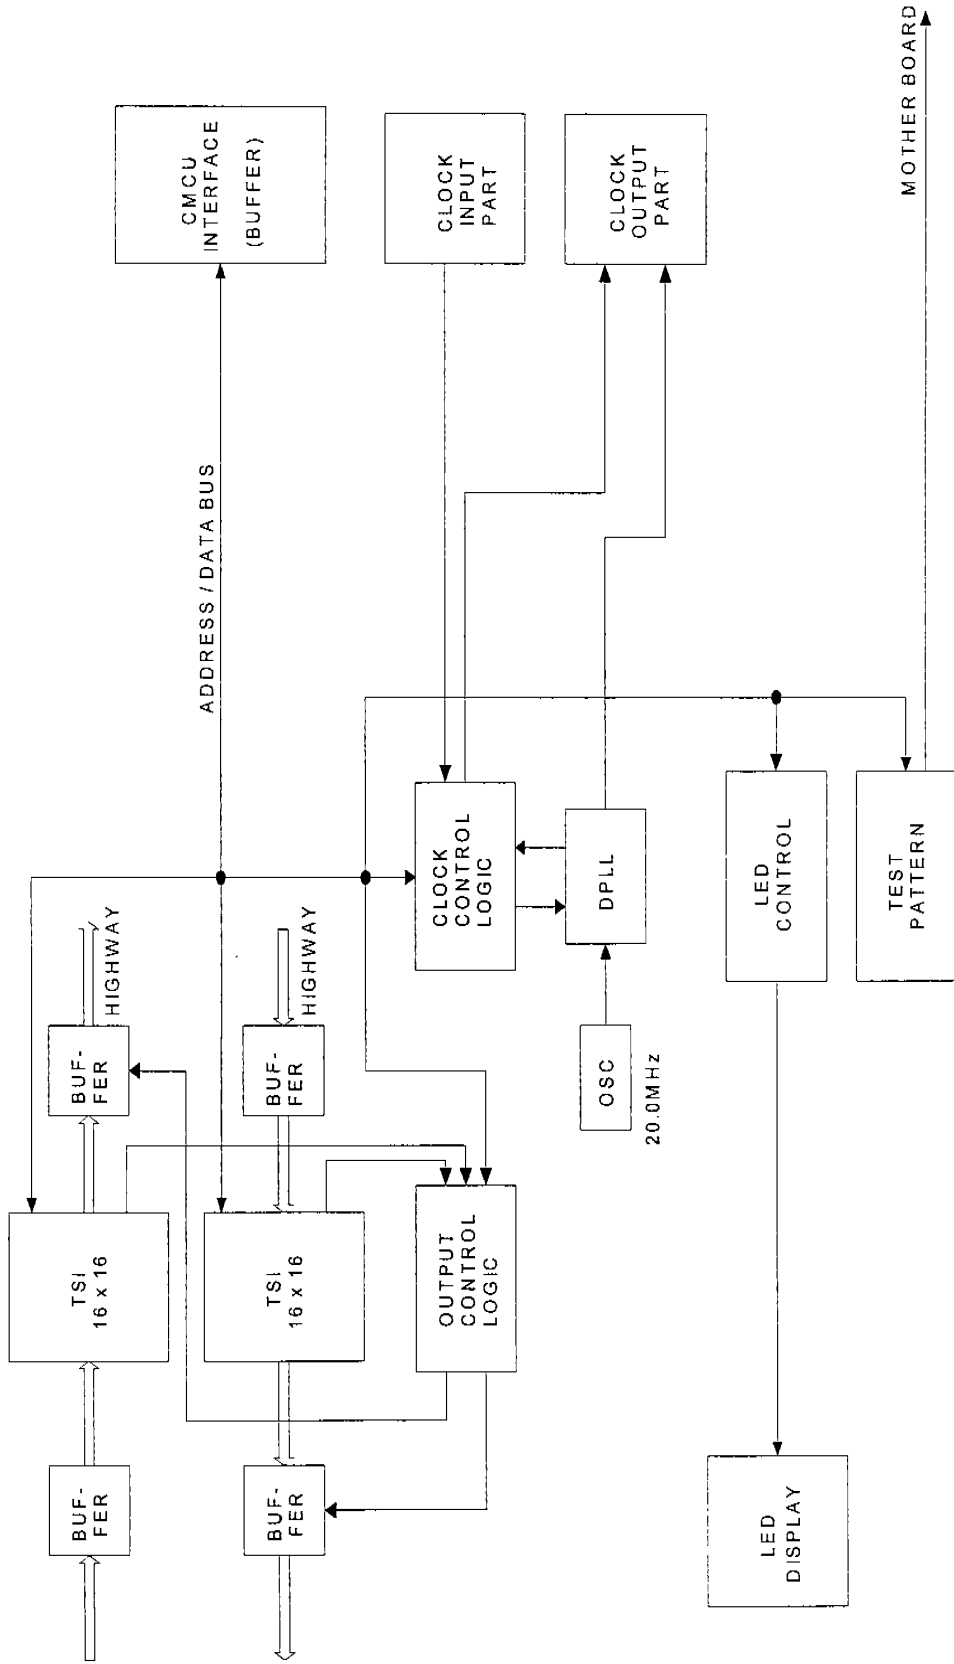 BUF-
FER
TSI
16 x 16
BUF-
FER
HIGHWAY
ADDRESS / DATA BUS
CMCU
INTERFACE
(BUFFER)
BUF-
FER
TSI
16 x 16
BUF-
FER
HIGHWAY
OUTPUT
CONTROL
LOGIC
CLOCK
CONTROL
LOGIC
CLOCK
INPUT
PART
OSC
20.0MHz
DPLL
CLOCK
OUTPUT
PART
LED
DISPLAY
LED
CONTROL
TEST
PATTERN
MOTHER BOARD